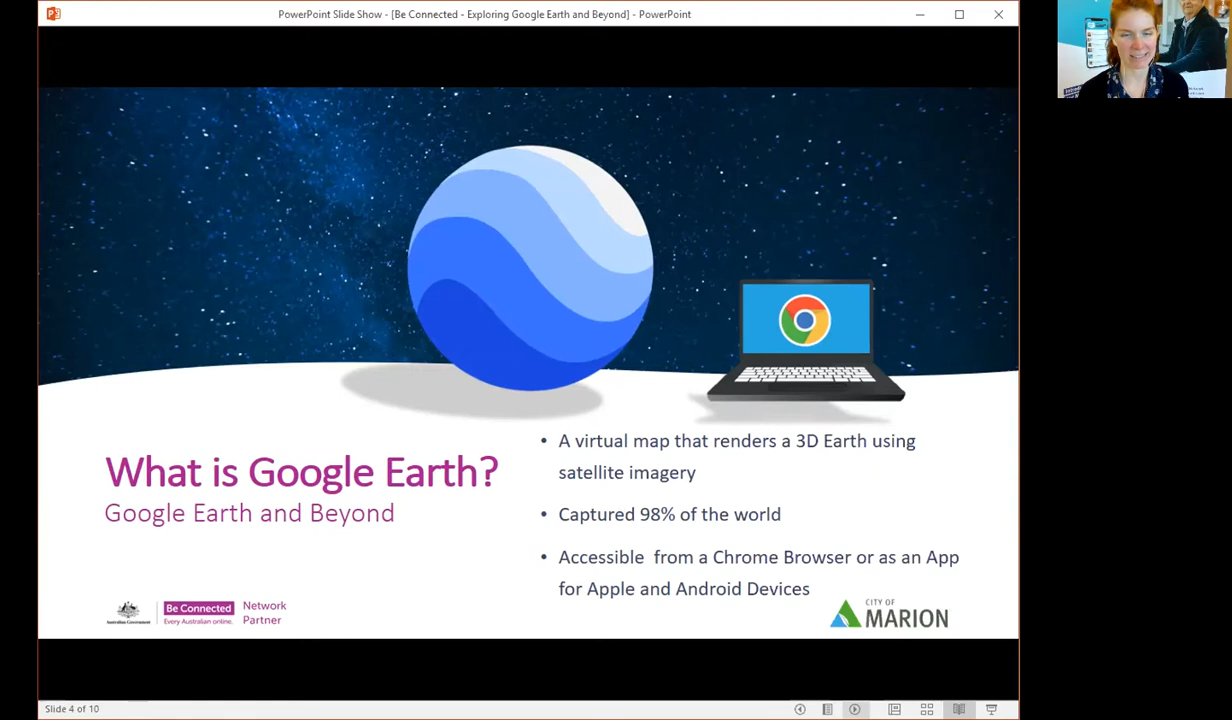 PowerPoint Slide Show - [Be Connected - Exploring Google Earth and Beyond] - PowerPoint
What is Google Earth?
Google Earth and Beyond
• A virtual map that renders a 3D Earth using
satellite imagery
• Captured 98% of the world
• Accessible from a Chrome Browser or as an App
for Apple and Android Devices
Australian Government
Be Connected
Every Australian online.
Network
Partner
CITY OF
MARION
Slide 4 of 10